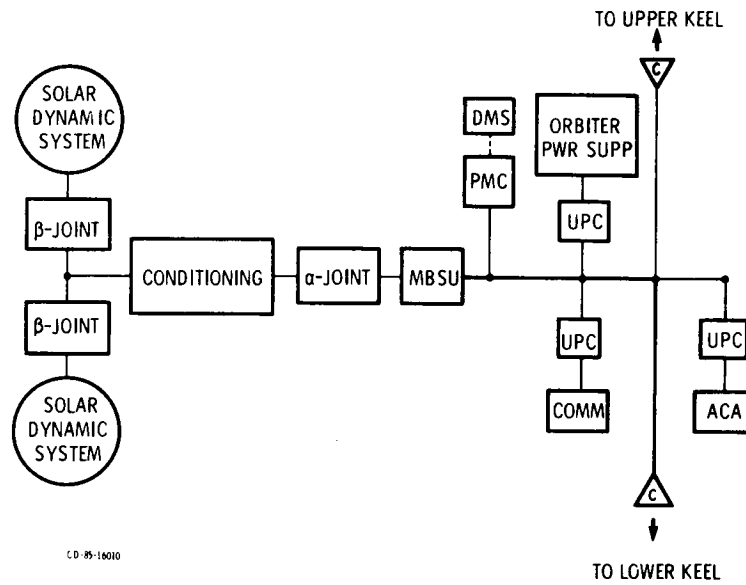 TO UPPER KEEL
C
SOLAR
DYNAMIC
SYSTEM
DMS
ORBITER
PWR SUPP
PMC
β-JOINT
UPC
CONDITIONING
α-JOINT
MBSU
β-JOINT
UPC
UPC
SOLAR
DYNAMIC
SYSTEM
COMM
ACA
C
CD-85-16010
TO LOWER KEEL